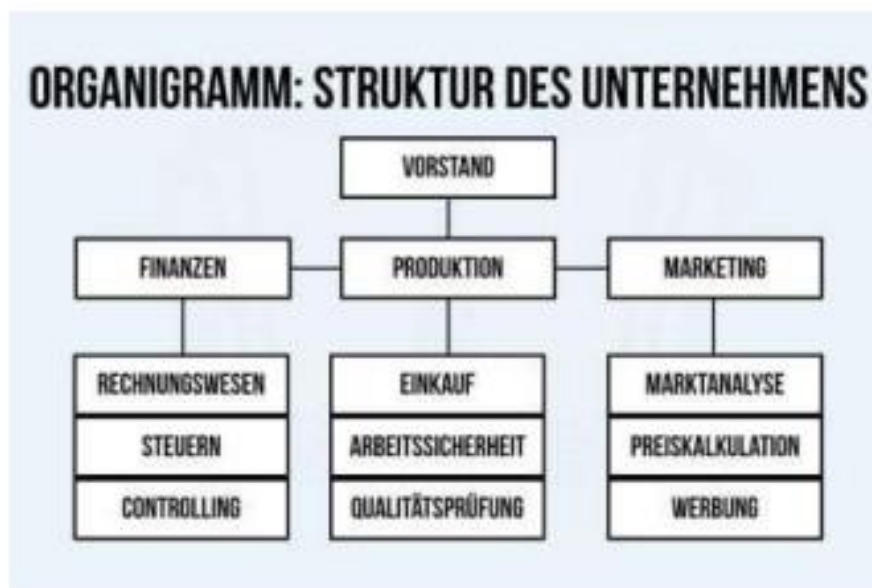 ORGANIGRAMM: STRUKTUR DES UNTERNEHMENS
VORSTAND
FINANZEN
PRODUKTION
MARKETING
RECHNUNGSWESEN
EINKAUF
MARKTANALYSE
STEUERN
ARBEITSSICHERHEIT
PREISKALKULATION
CONTROLLING
QUALITÄTSPRÜFUNG
WERBUNG